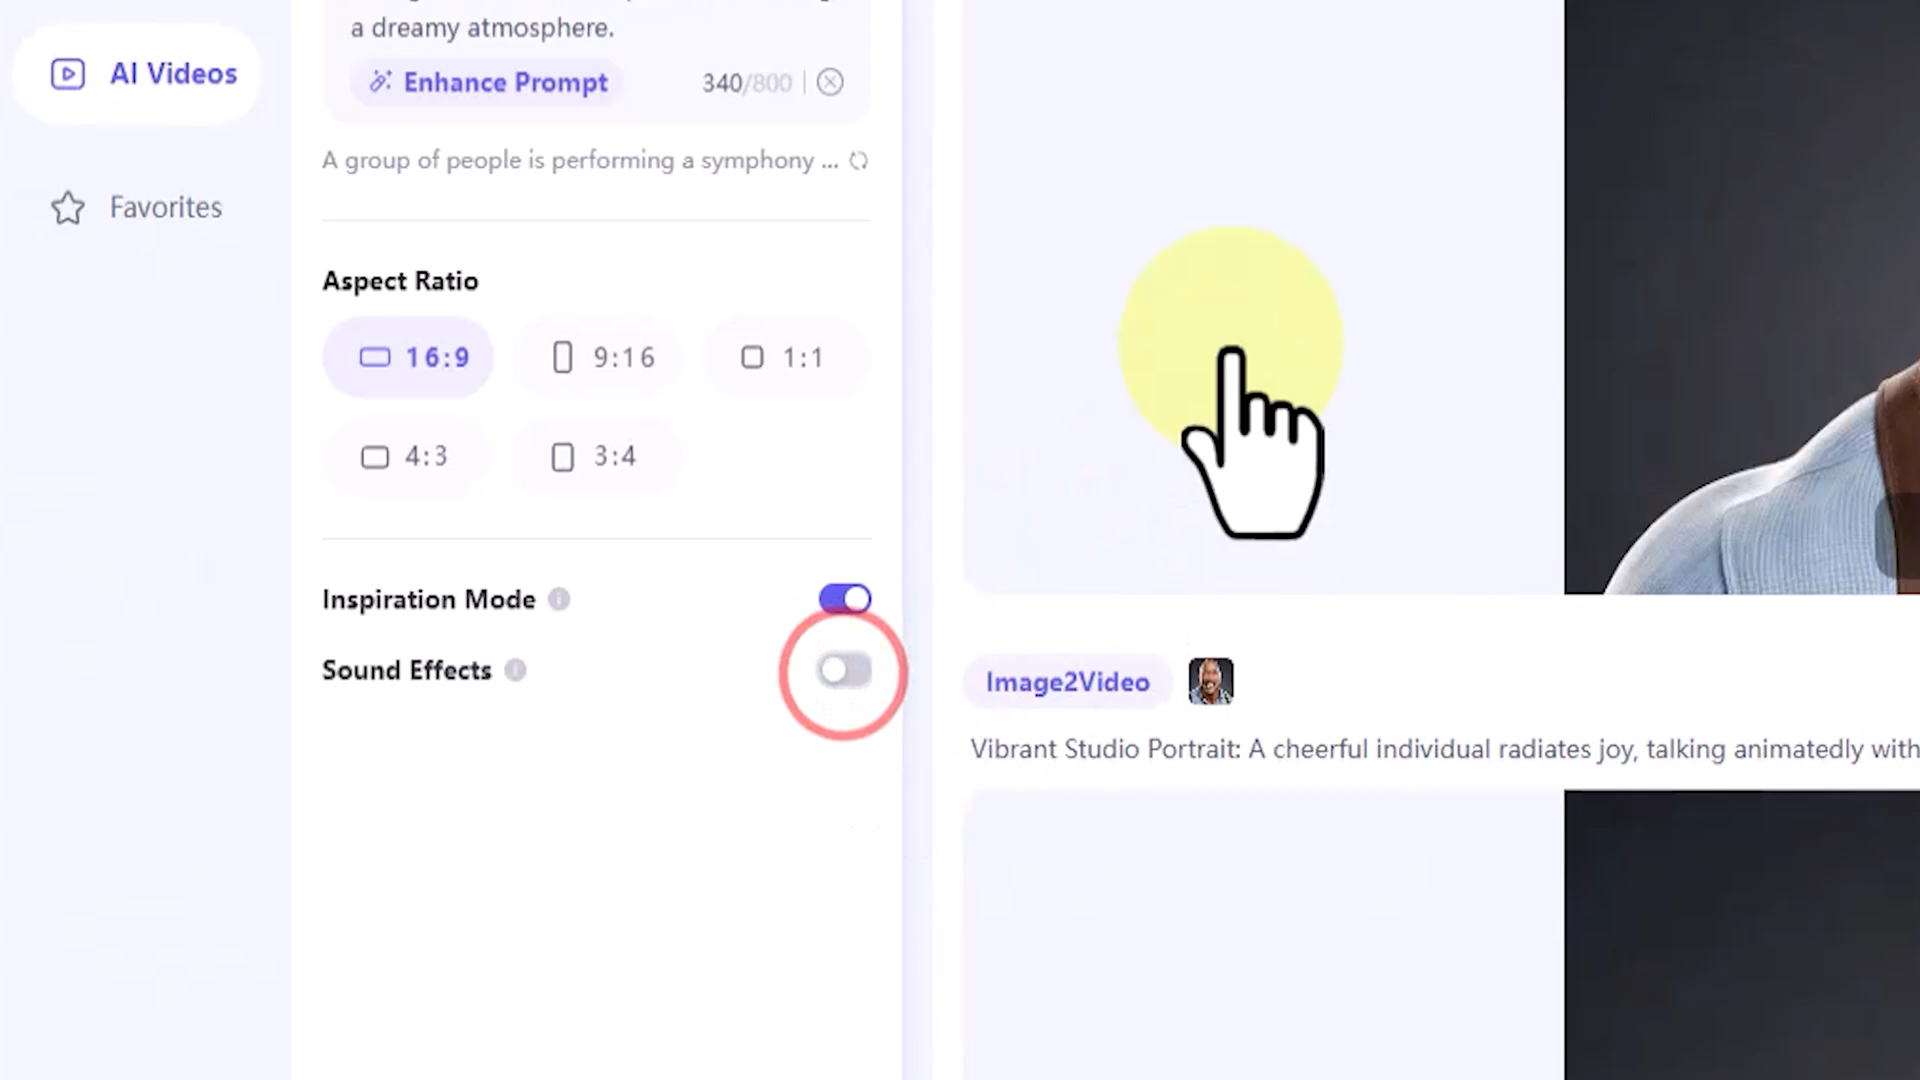 AI Videos
Favorites
a dreamy atmosphere.
Enhance Prompt
340/800
A group of people is performing a symphony ...
Aspect Ratio
16:9
9:16
1:1
4:3
3:4
Inspiration Mode
Sound Effects
Image2Video
Vibrant Studio Portrait: A cheerful individual radiates joy, talking animatedly with